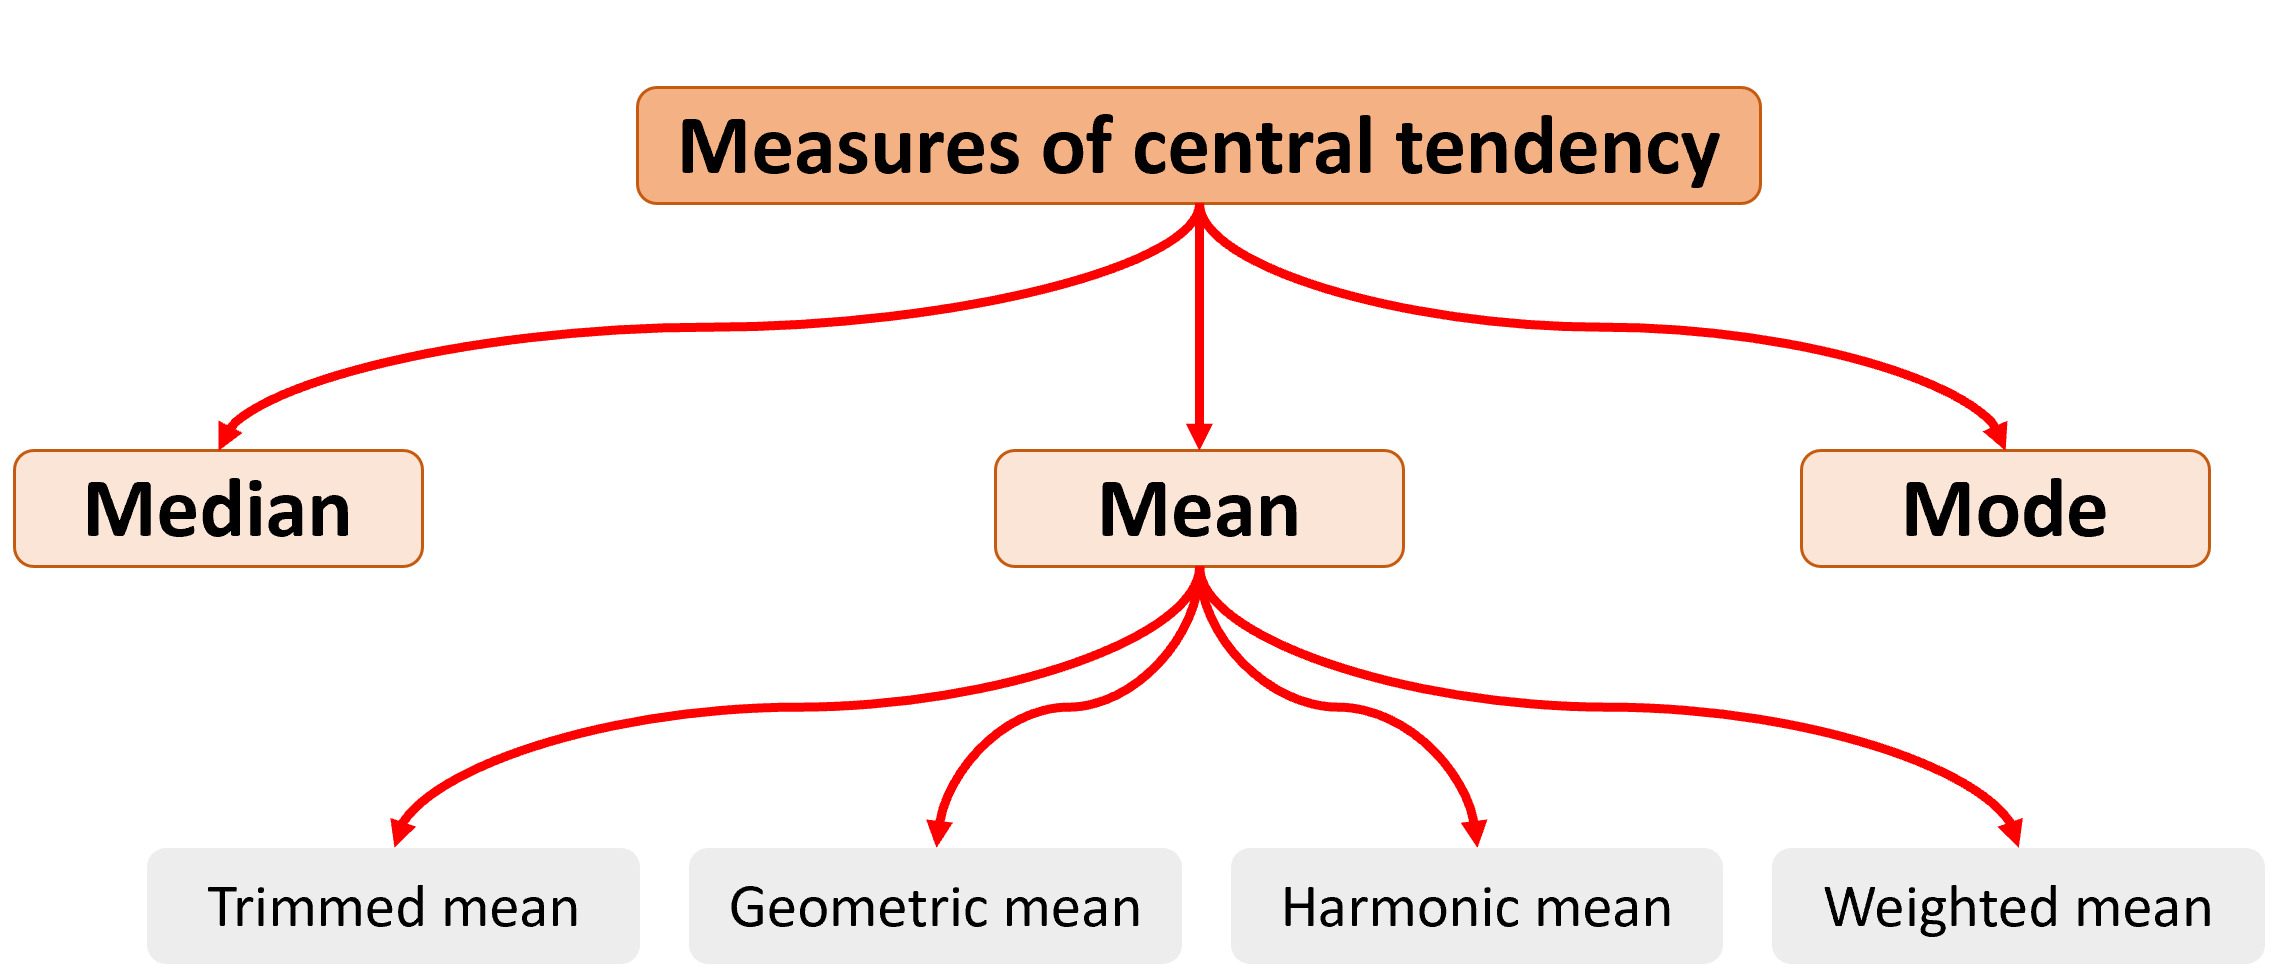 Measures of central tendency
Median
Mean
Mode
Trimmed mean
Geometric mean
Harmonic mean
Weighted mean